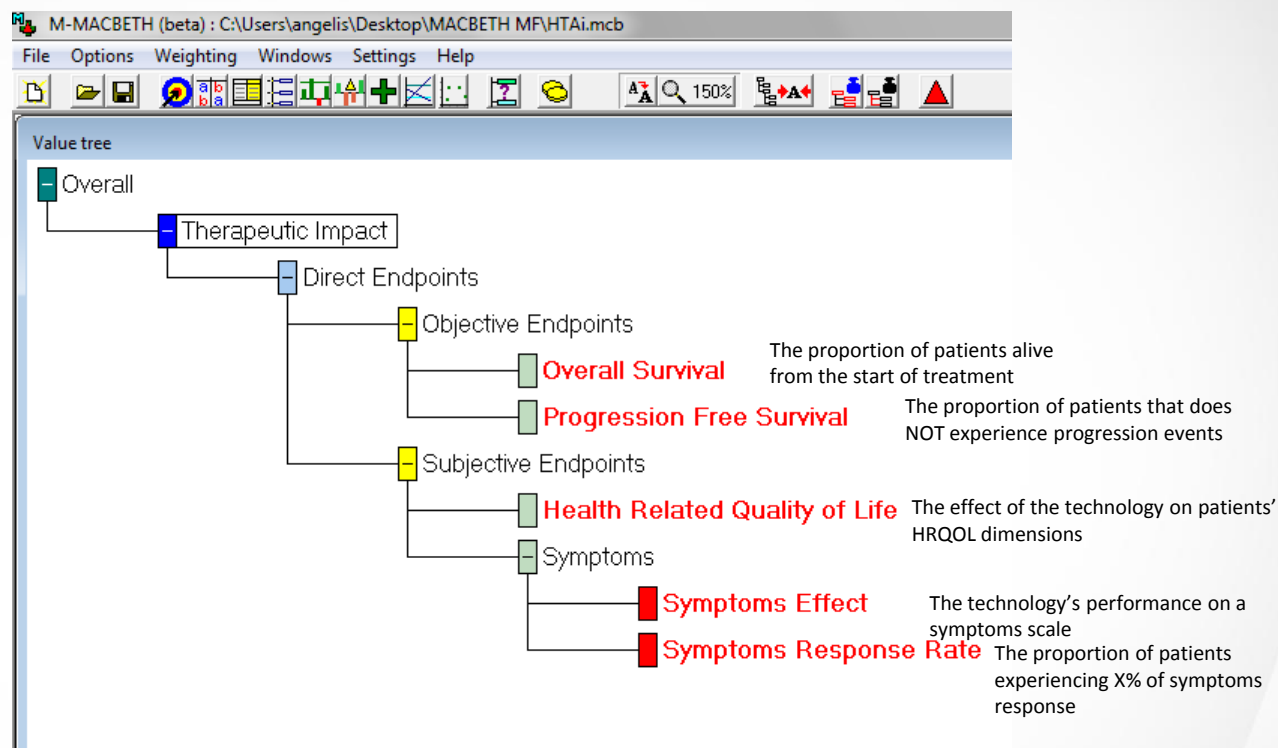 M-MACBETH (beta) : C:\Users\angelis\Desktop\MACBETH MF\HTAi.mcb
File Options Weighting Windows Settings Help
150%
Value tree
Overall
Therapeutic Impact
Direct Endpoints
Objective Endpoints
Overall Survival
The proportion of patients alive
from the start of treatment
Progression Free Survival
The proportion of patients that does
NOT experience progression events
Subjective Endpoints
Health Related Quality of Life
The effect of the technology on patients'
HRQOL dimensions
Symptoms
Symptoms Effect
The technology's performance on a
symptoms scale
Symptoms Response Rate
The proportion of patients
experiencing X% of symptoms
response